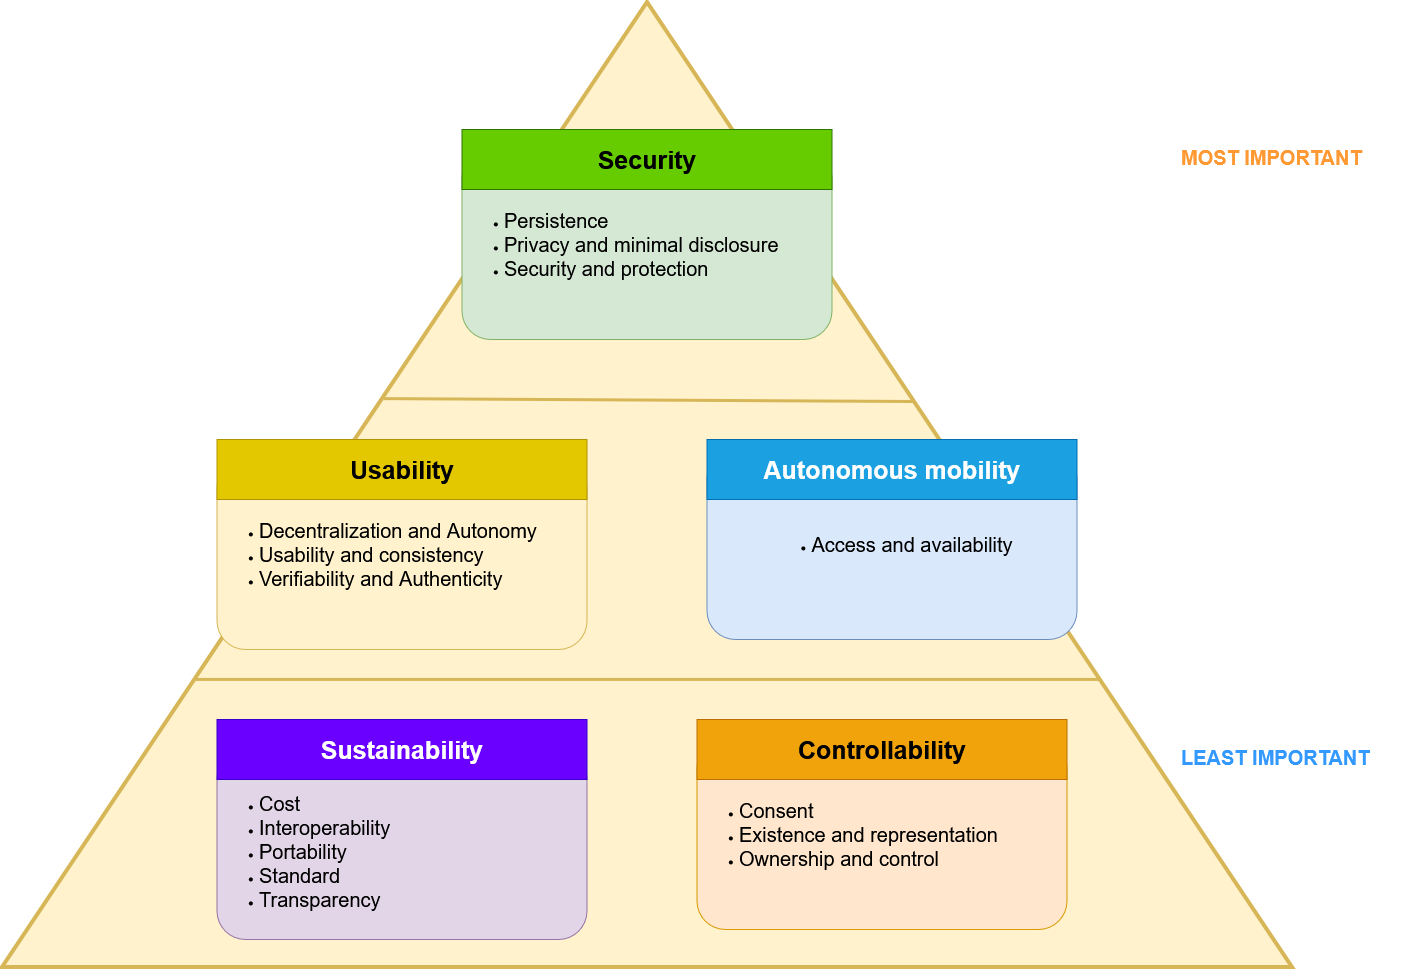 Security
MOST IMPORTANT
• Persistence
• Privacy and minimal disclosure
• Security and protection
Usability
• Decentralization and Autonomy
• Usability and consistency
• Verifiability and Authenticity
Autonomous mobility
• Access and availability
Sustainability
• Cost
• Interoperability
• Portability
• Standard
• Transparency
Controllability
• Consent
• Existence and representation
• Ownership and control
LEAST IMPORTANT